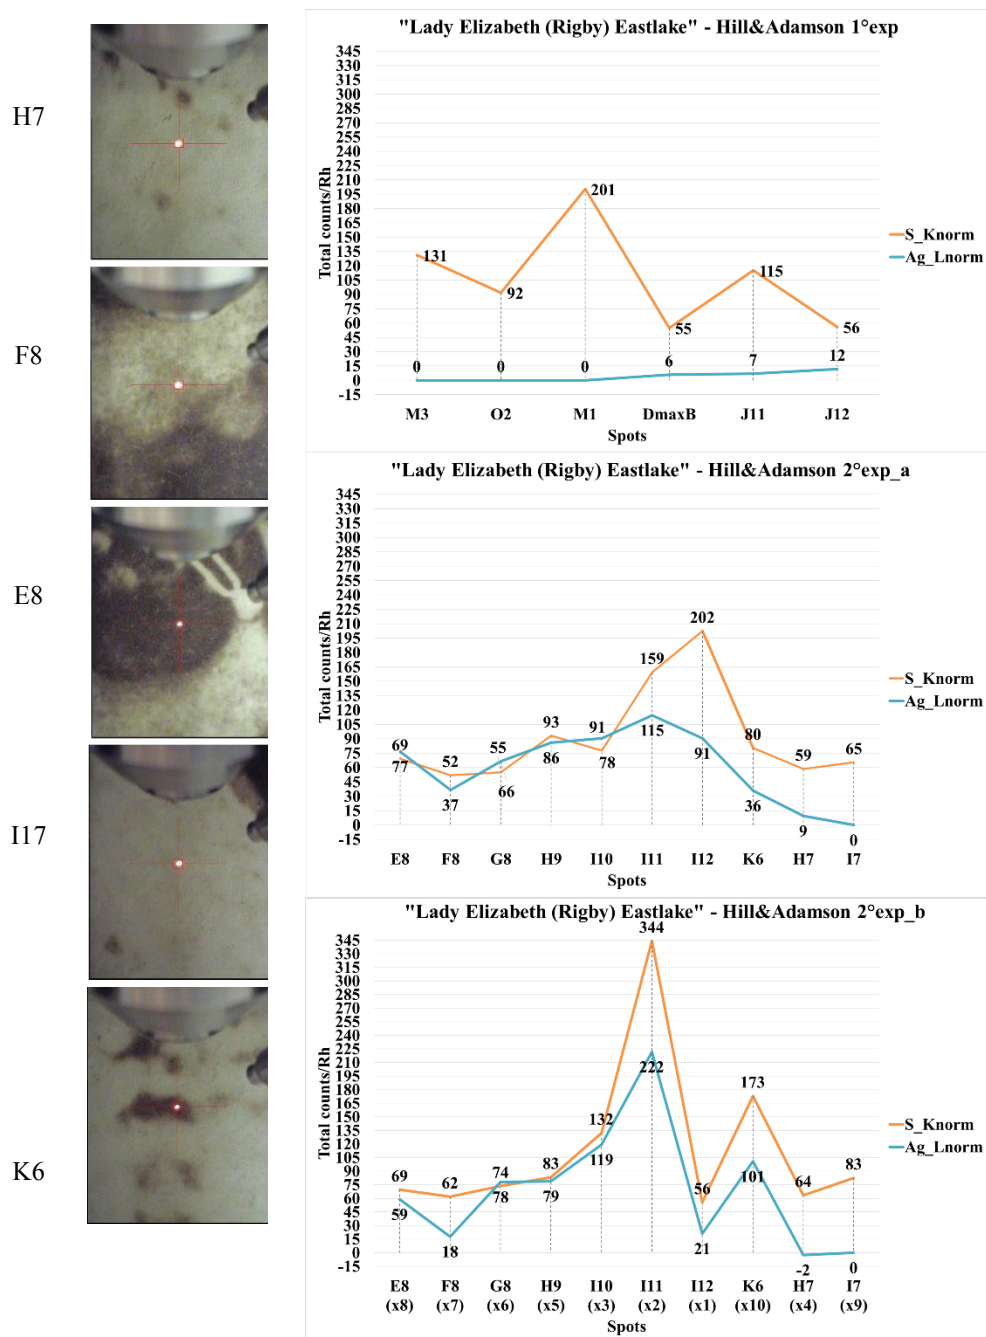 H7
F8
E8
I17
K6
"Lady Elizabeth (Rigby) Eastlake" - Hill&Adamson 1°exp
Total counts/Rh
345
330
315
300
285
270
255
240
225
210
195
180
165
150
135
120
105
90
75
60
45
30
15
0
-15
131 92 201 55 115 56
0 0 0 6 7 12
M3 O2 M1 DmaxB J11 J12
Spots
S_Knorm
Ag_Lnorm
"Lady Elizabeth (Rigby) Eastlake" - Hill&Adamson 2°exp_a
Total counts/Rh
345
330
315
300
285
270
255
240
225
210
195
180
165
150
135
120
105
90
75
60
45
30
15
0
-15
69 52 55 93 91 159 202 80 59 65
77 37 66 86 78 115 91 36 9 0
E8 F8 G8 H9 I10 I11 I12 K6 H7 I7
Spots
S_Knorm
Ag_Lnorm
"Lady Elizabeth (Rigby) Eastlake" - Hill&Adamson 2°exp_b
Total counts/Rh
345
330
315
300
285
270
255
240
225
210
195
180
165
150
135
120
105
90
75
60
45
30
15
0
-15
69 62 74 83 132 344 56 173 64 83
59 18 78 79 119 222 21 101 -2 0
E8 F8 G8 H9 I10 I11 I12 K6 H7 I7
(x8) (x7) (x6) (x5) (x3) (x2) (x1) (x10) (x4) (x9)
Spots
S_Knorm
Ag_Lnorm